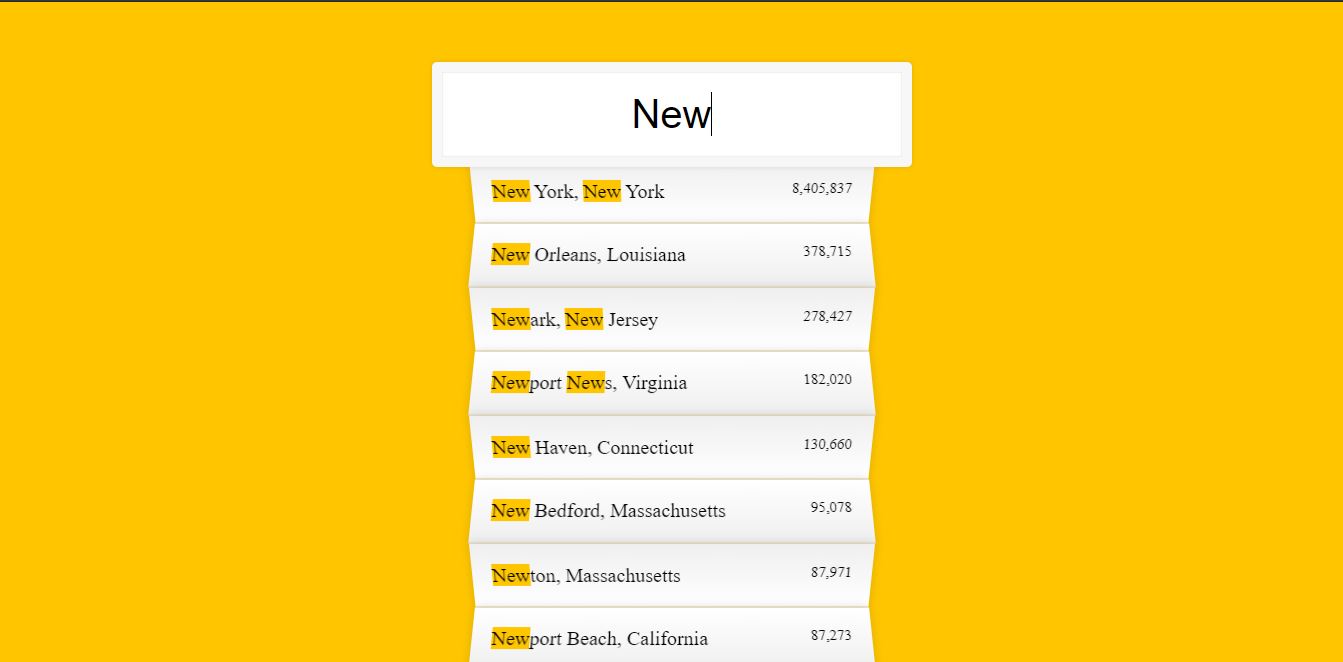 New
New York, New York 8,405,837
New Orleans, Louisiana 378,715
Newark, New Jersey 278,427
Newport News, Virginia 182,020
New Haven, Connecticut 130,660
New Bedford, Massachusetts 95,078
Newton, Massachusetts 87,971
Newport Beach, California 87,273